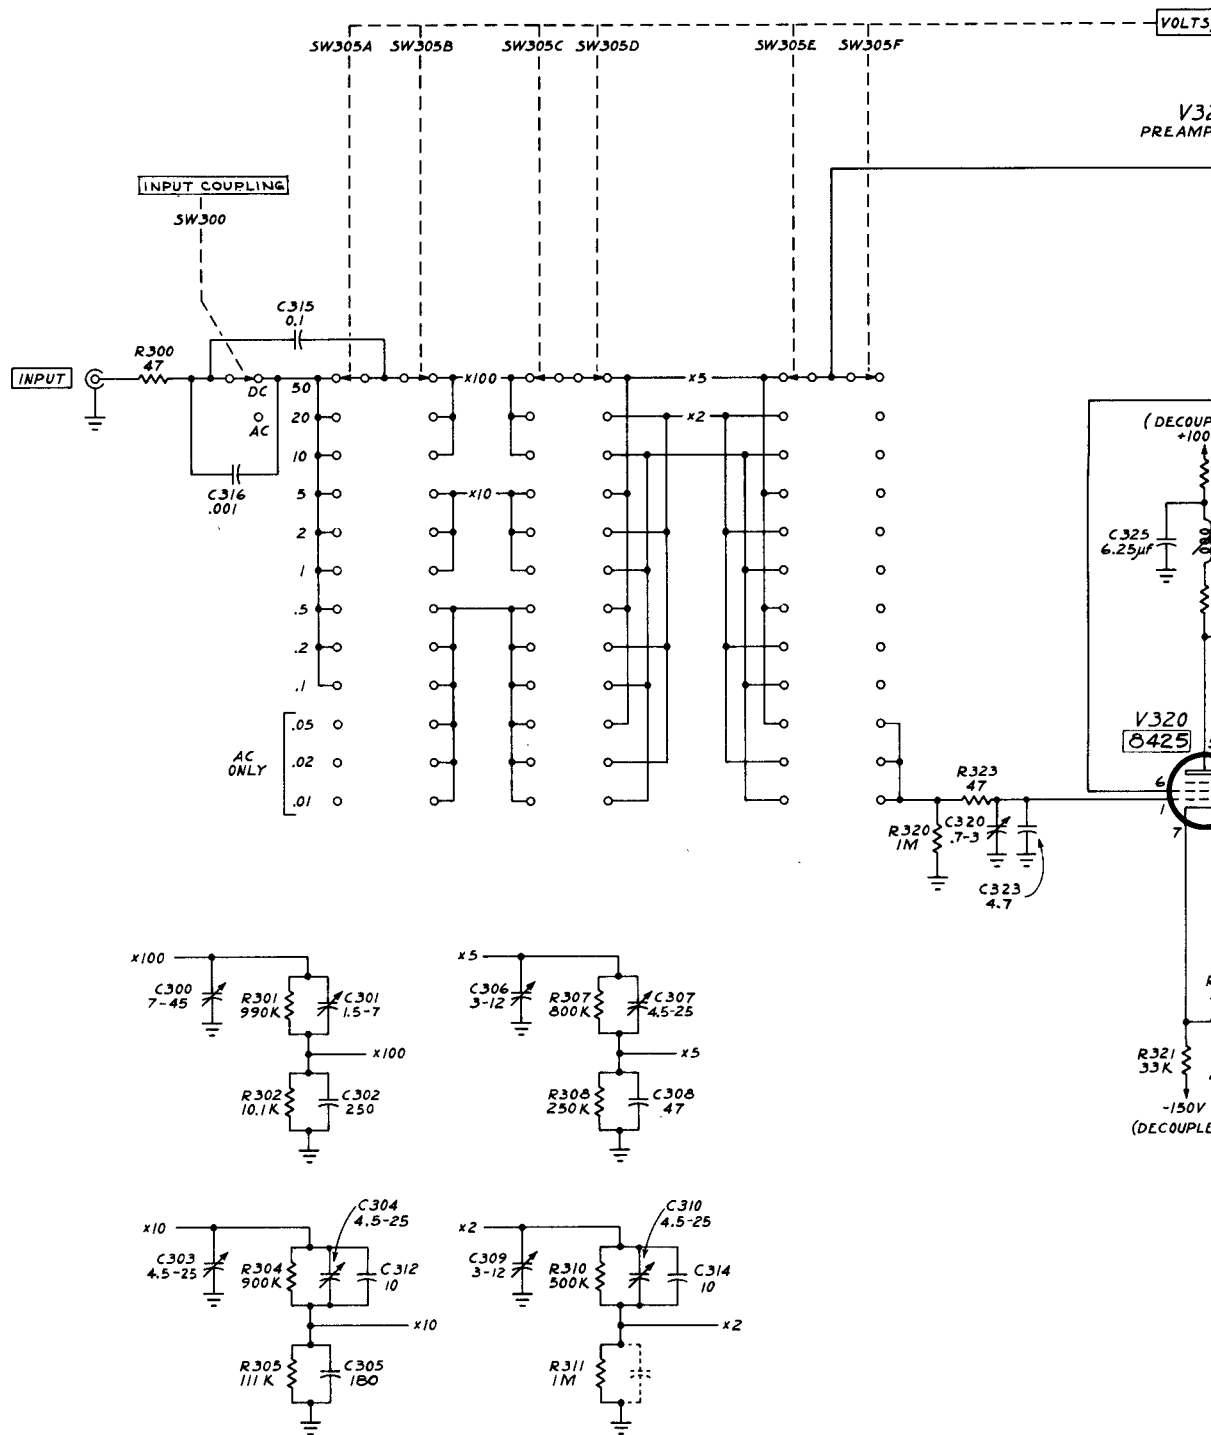 VOLTS
SW305A SW305B SW305C SW305D SW305E SW305F
PREAMP
INPUT COUPLING
SW300
C315
0.1
R300
47
INPUT
DC
AC
C316
.001
50
20
10
5
2
1
.5
.2
.1
.05
.02
.01
AC
ONLY
x100
x10
x5
x2
(DECOUP
+100
C325
6.25µf
V320
8425
6
1
7
R323
47
R320
1M
C320
.7-3
C323
4.7
R321
33K
-150V
(DECOUPLE
x100
C300
7-45
R301
990K
C301
1.5-7
x100
R302
10.1K
C302
250
x5
C306
3-12
R307
800K
C307
4.5-25
x5
R308
250K
C308
47
x10
C303
4.5-25
R304
900K
C304
4.5-25
C312
10
x10
R305
111K
C305
180
x2
C309
3-12
R310
500K
C310
4.5-25
C314
10
x2
R311
1M